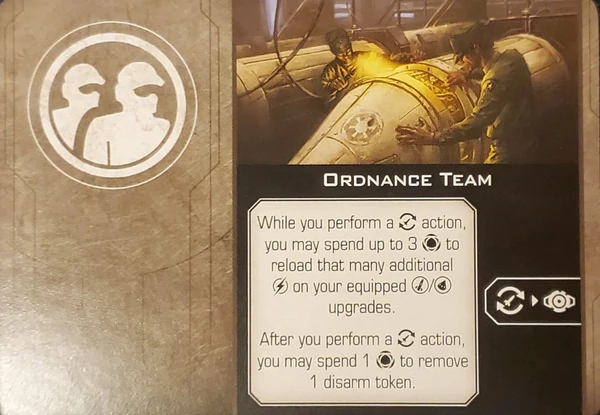 ORDNANCE TEAM
While you perform a action,
you may spend up to 3 to
reload that many additional
on your equipped /
upgrades.
After you perform a action,
you may spend 1 to remove
1 disarm token.